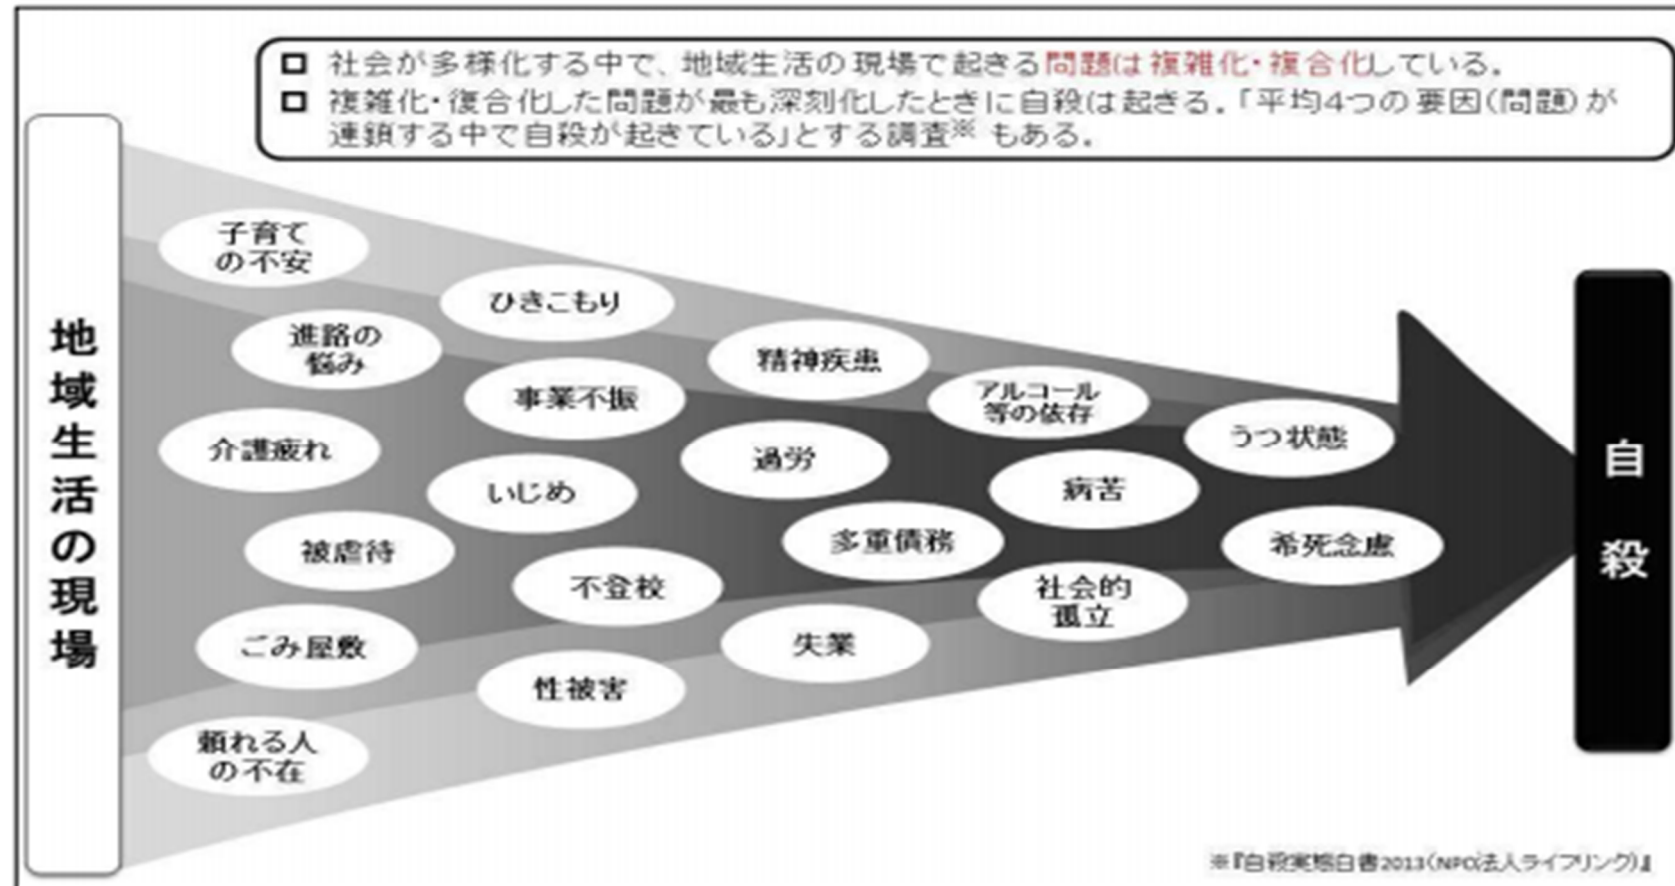 □ 社会が多様化する中で、地域生活の現場で起きる問題は複雑化・複合化している。
□ 複雑化・復合化した問題が最も深刻化したときに自殺は起きる。「平均4つの要因(問題)が
連鎖する中で自殺が起きている」とする調査※ もある。
地域生活の現場
子育て
の不安
ひきこもり
進路の
悩み
精神疾患
事業不振
アルコール
等の依存
うつ状態
介護疲れ
過労
いじめ
病苦
被虐待
多重債務
希死念慮
不登校
社会的
孤立
ごみ屋敷
失業
性被害
頼れる人
の不在
自殺
※『自殺実態白書2013(NPO法人ライフリンク)』